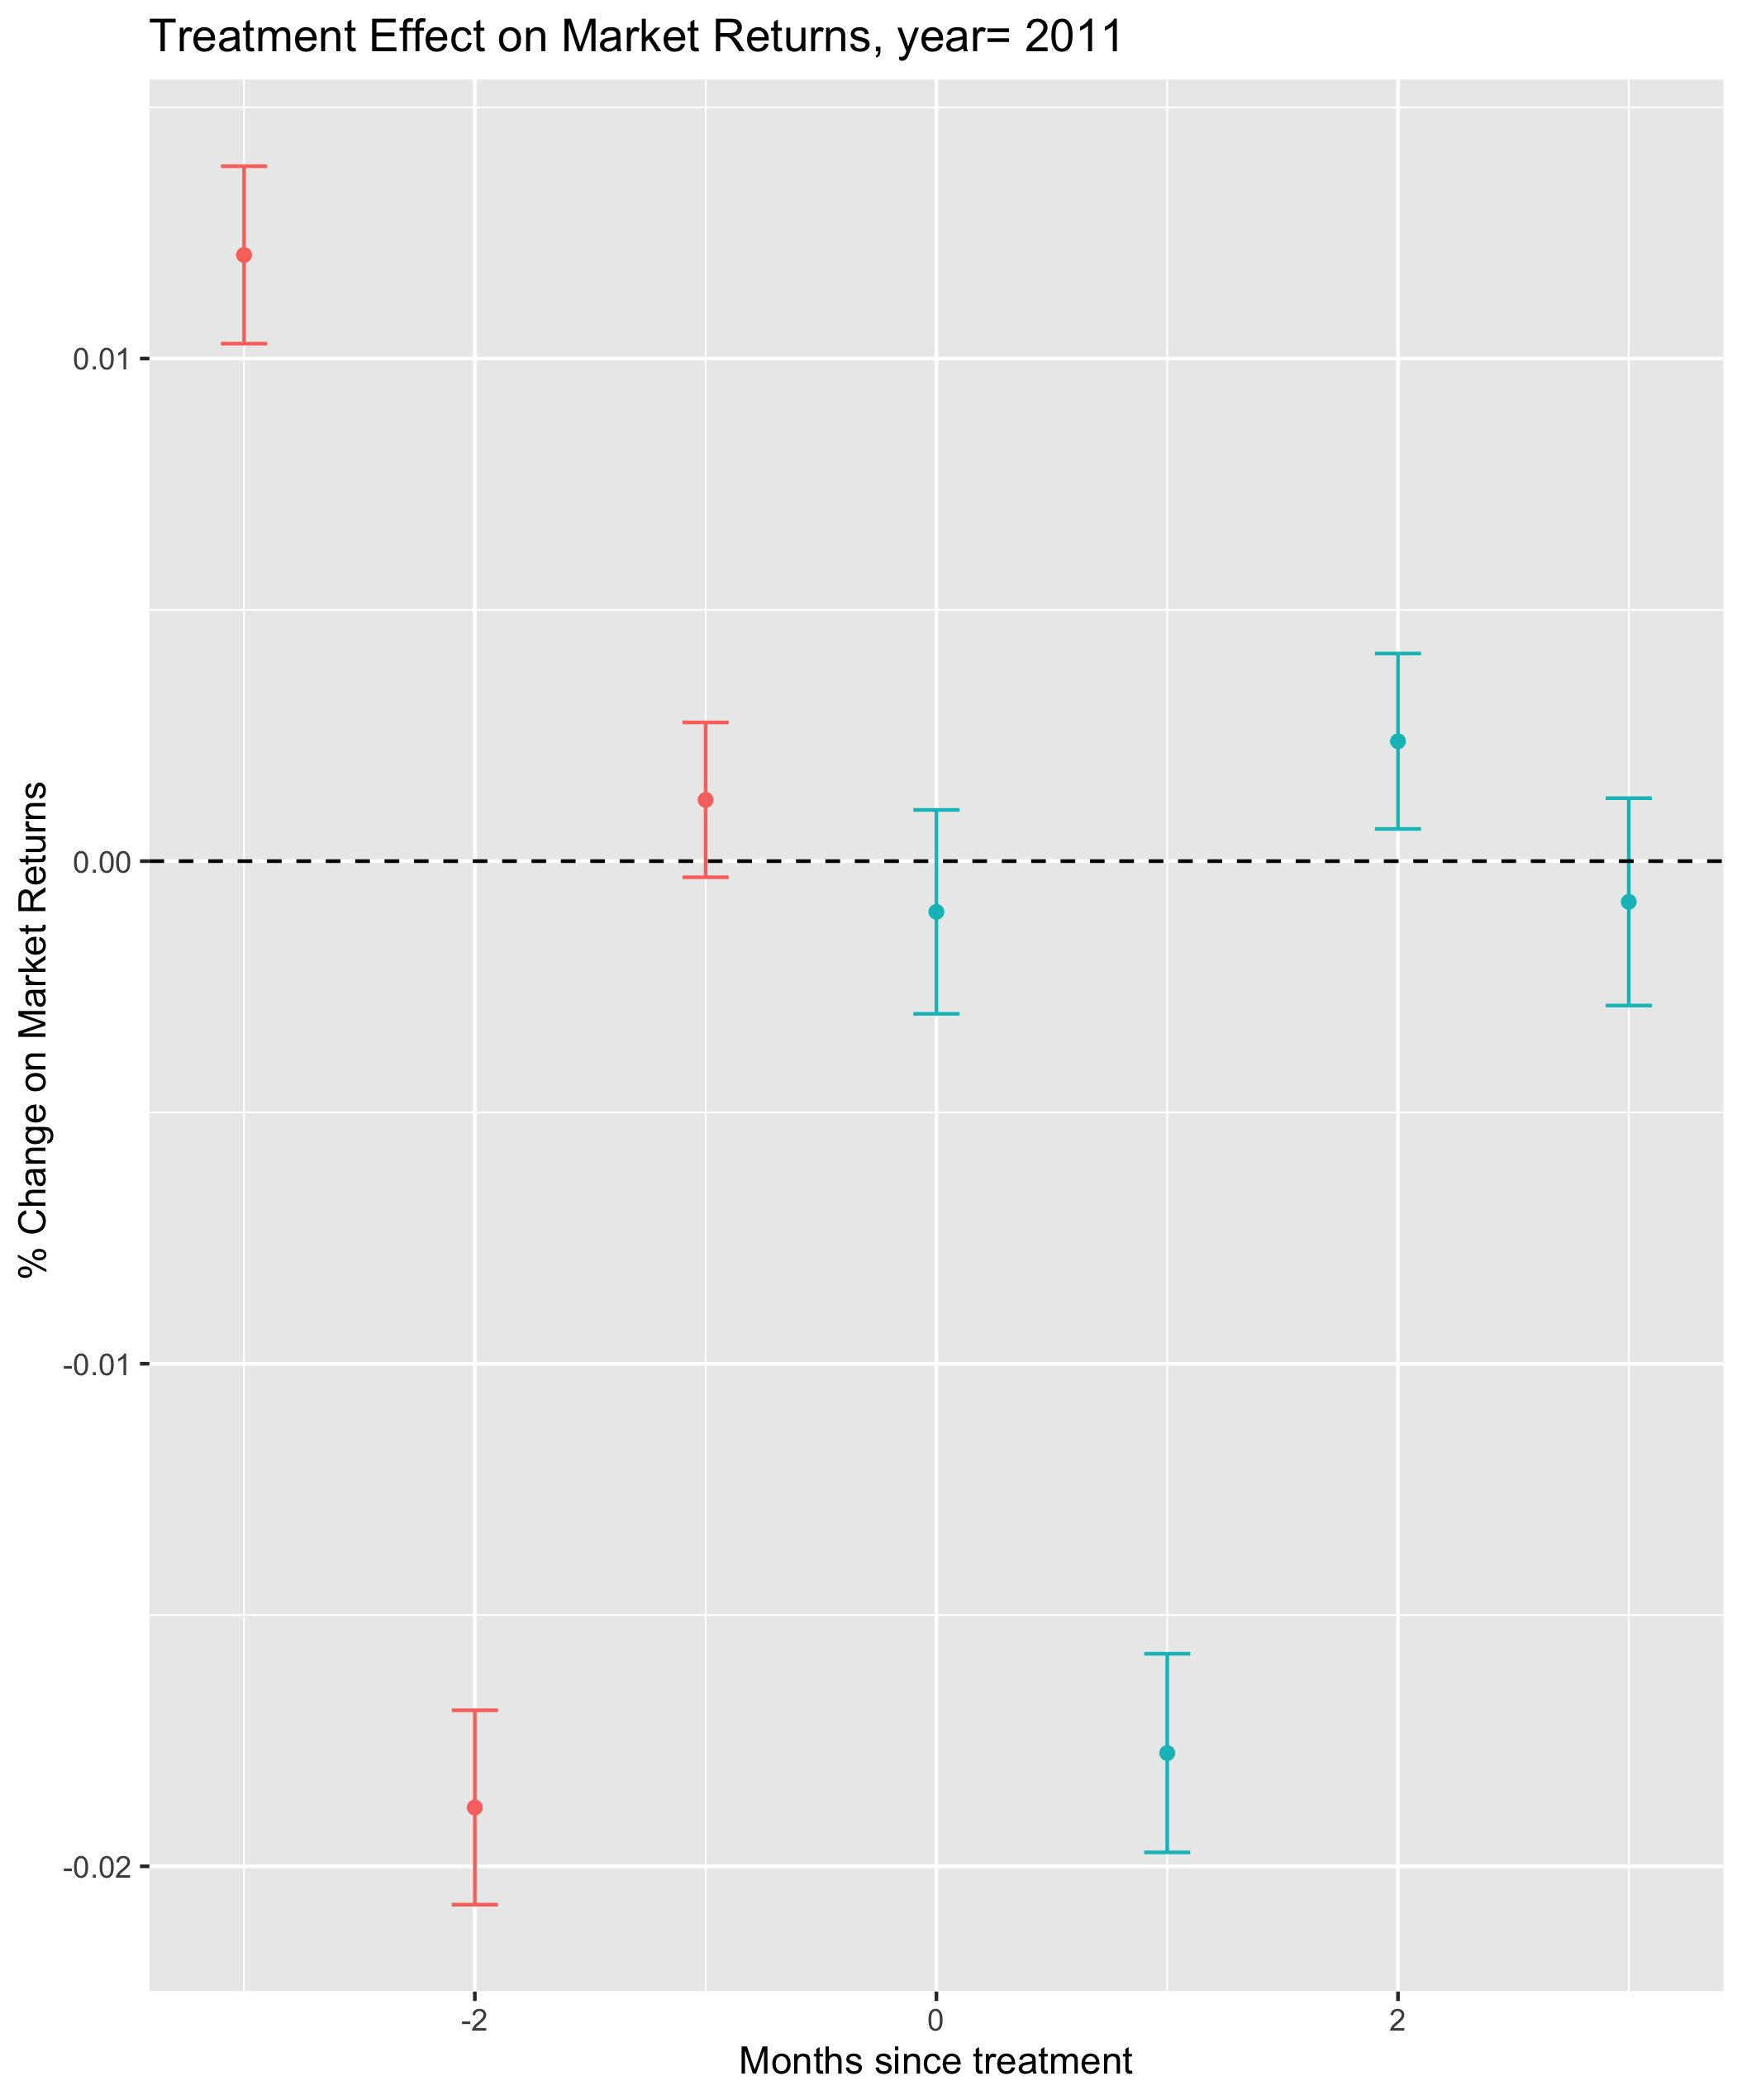 Treatment Effect on Market Returns, year= 2011
% Change on Market Returns
0.01
0.00
-0.01
-0.02
-2 0 2
Months since treatment